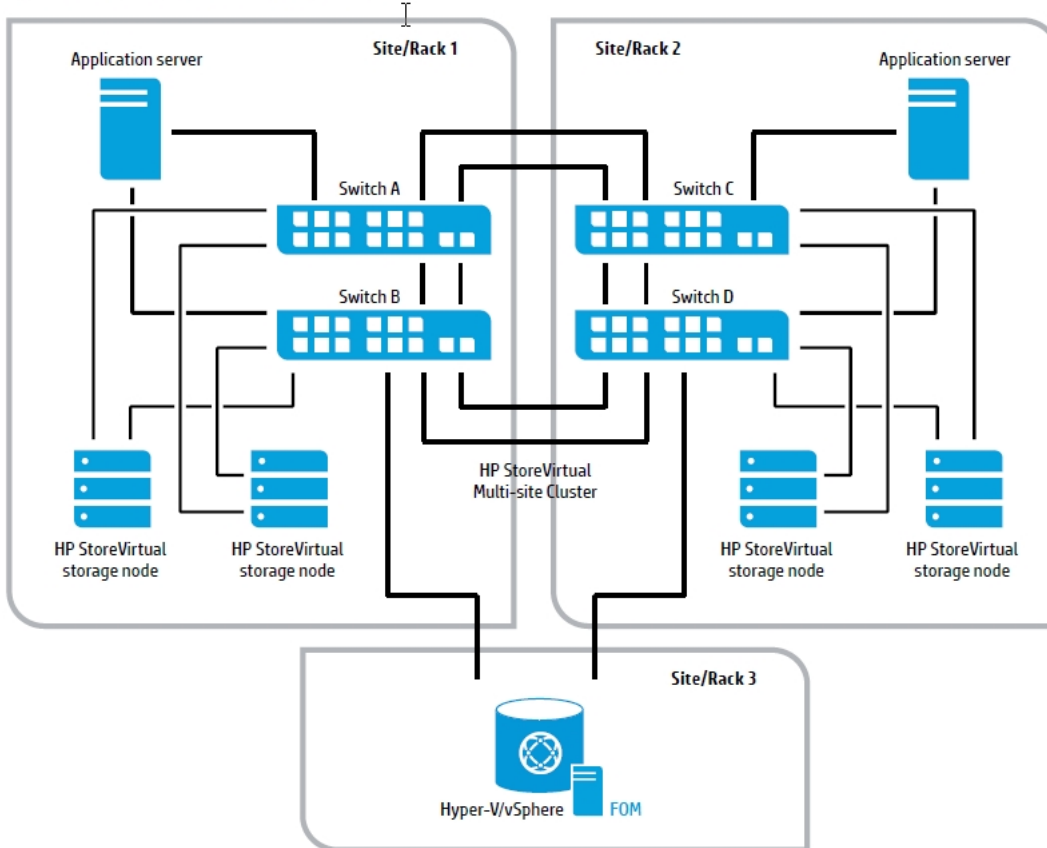 Site/Rack 1
Site/Rack 2
Application server
Application server
Switch A
Switch C
Switch B
Switch D
HP StoreVirtual
Multi-site Cluster
HP StoreVirtual
storage node
HP StoreVirtual
storage node
HP StoreVirtual
storage node
HP StoreVirtual
storage node
Site/Rack 3
Hyper-V/vSphere
FOM